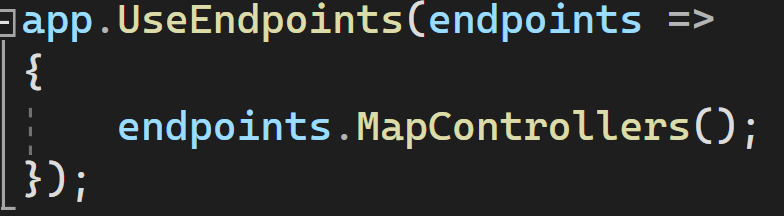 app.UseEndpoints(endpoints =>
{
    endpoints.MapControllers();
});